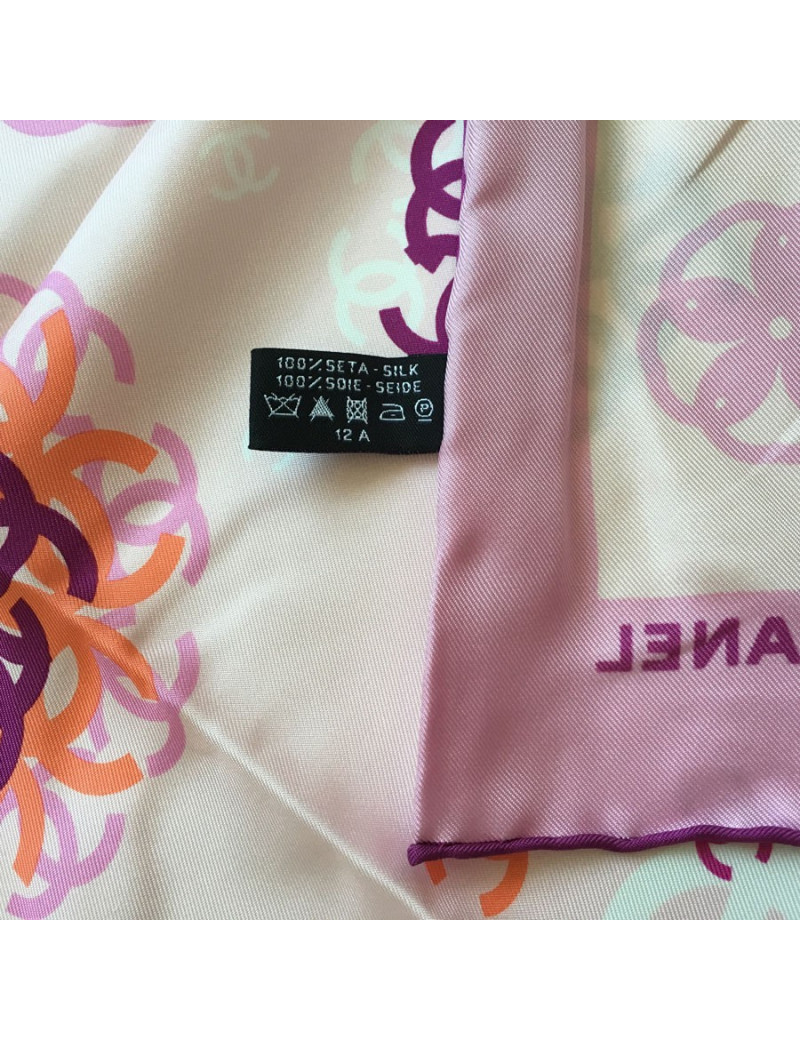 100% SETA - SILK
100% SOIE - SEIDE
P
12 A
ANEL